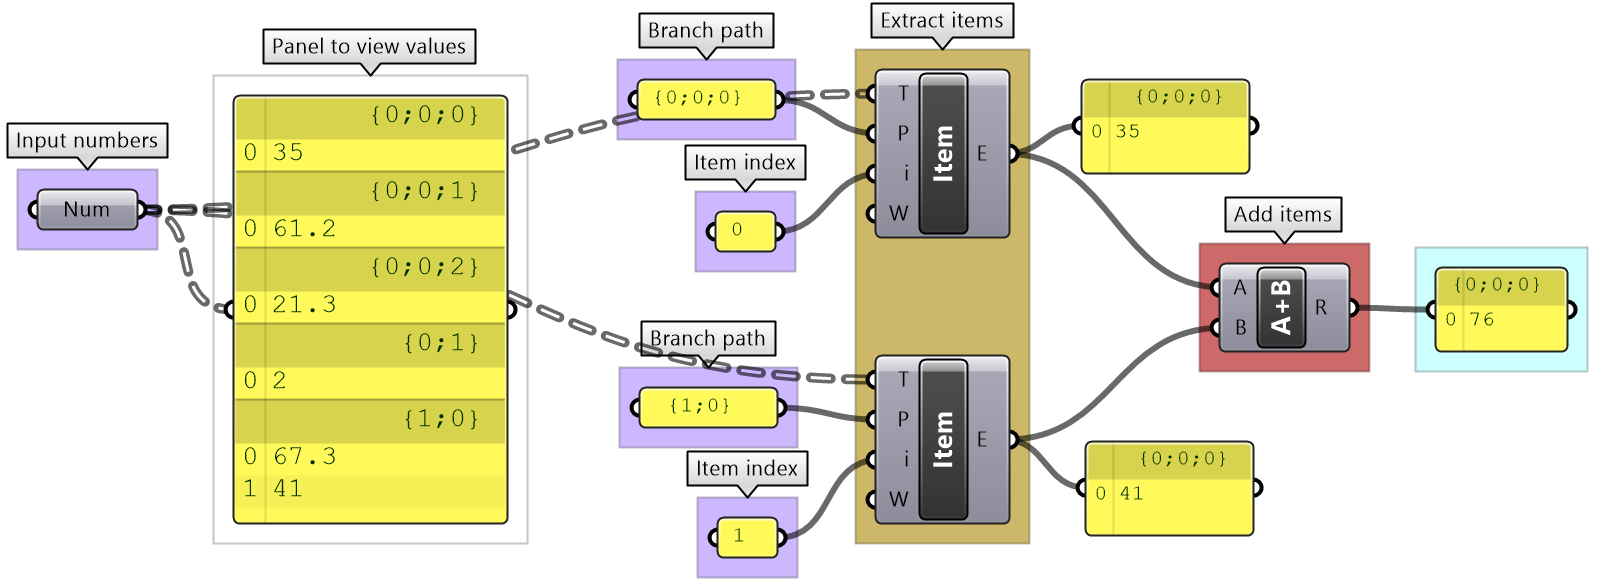 Input numbers
Num
Panel to view values
{0;0;0}
0 35
{0;0;1}
0 61.2
{0;0;2}
0 21.3
{0;1}
0 2
{1;0}
0 67.3
1 41
Branch path
{0;0;0}
Item index
0
Branch path
{1;0}
Item index
1
Extract items
T
P
i
W
Item
E
T
P
i
W
Item
E
{0;0;0}
0 35
{0;0;0}
0 41
Add items
A
B
A+B
R
{0;0;0}
0 76